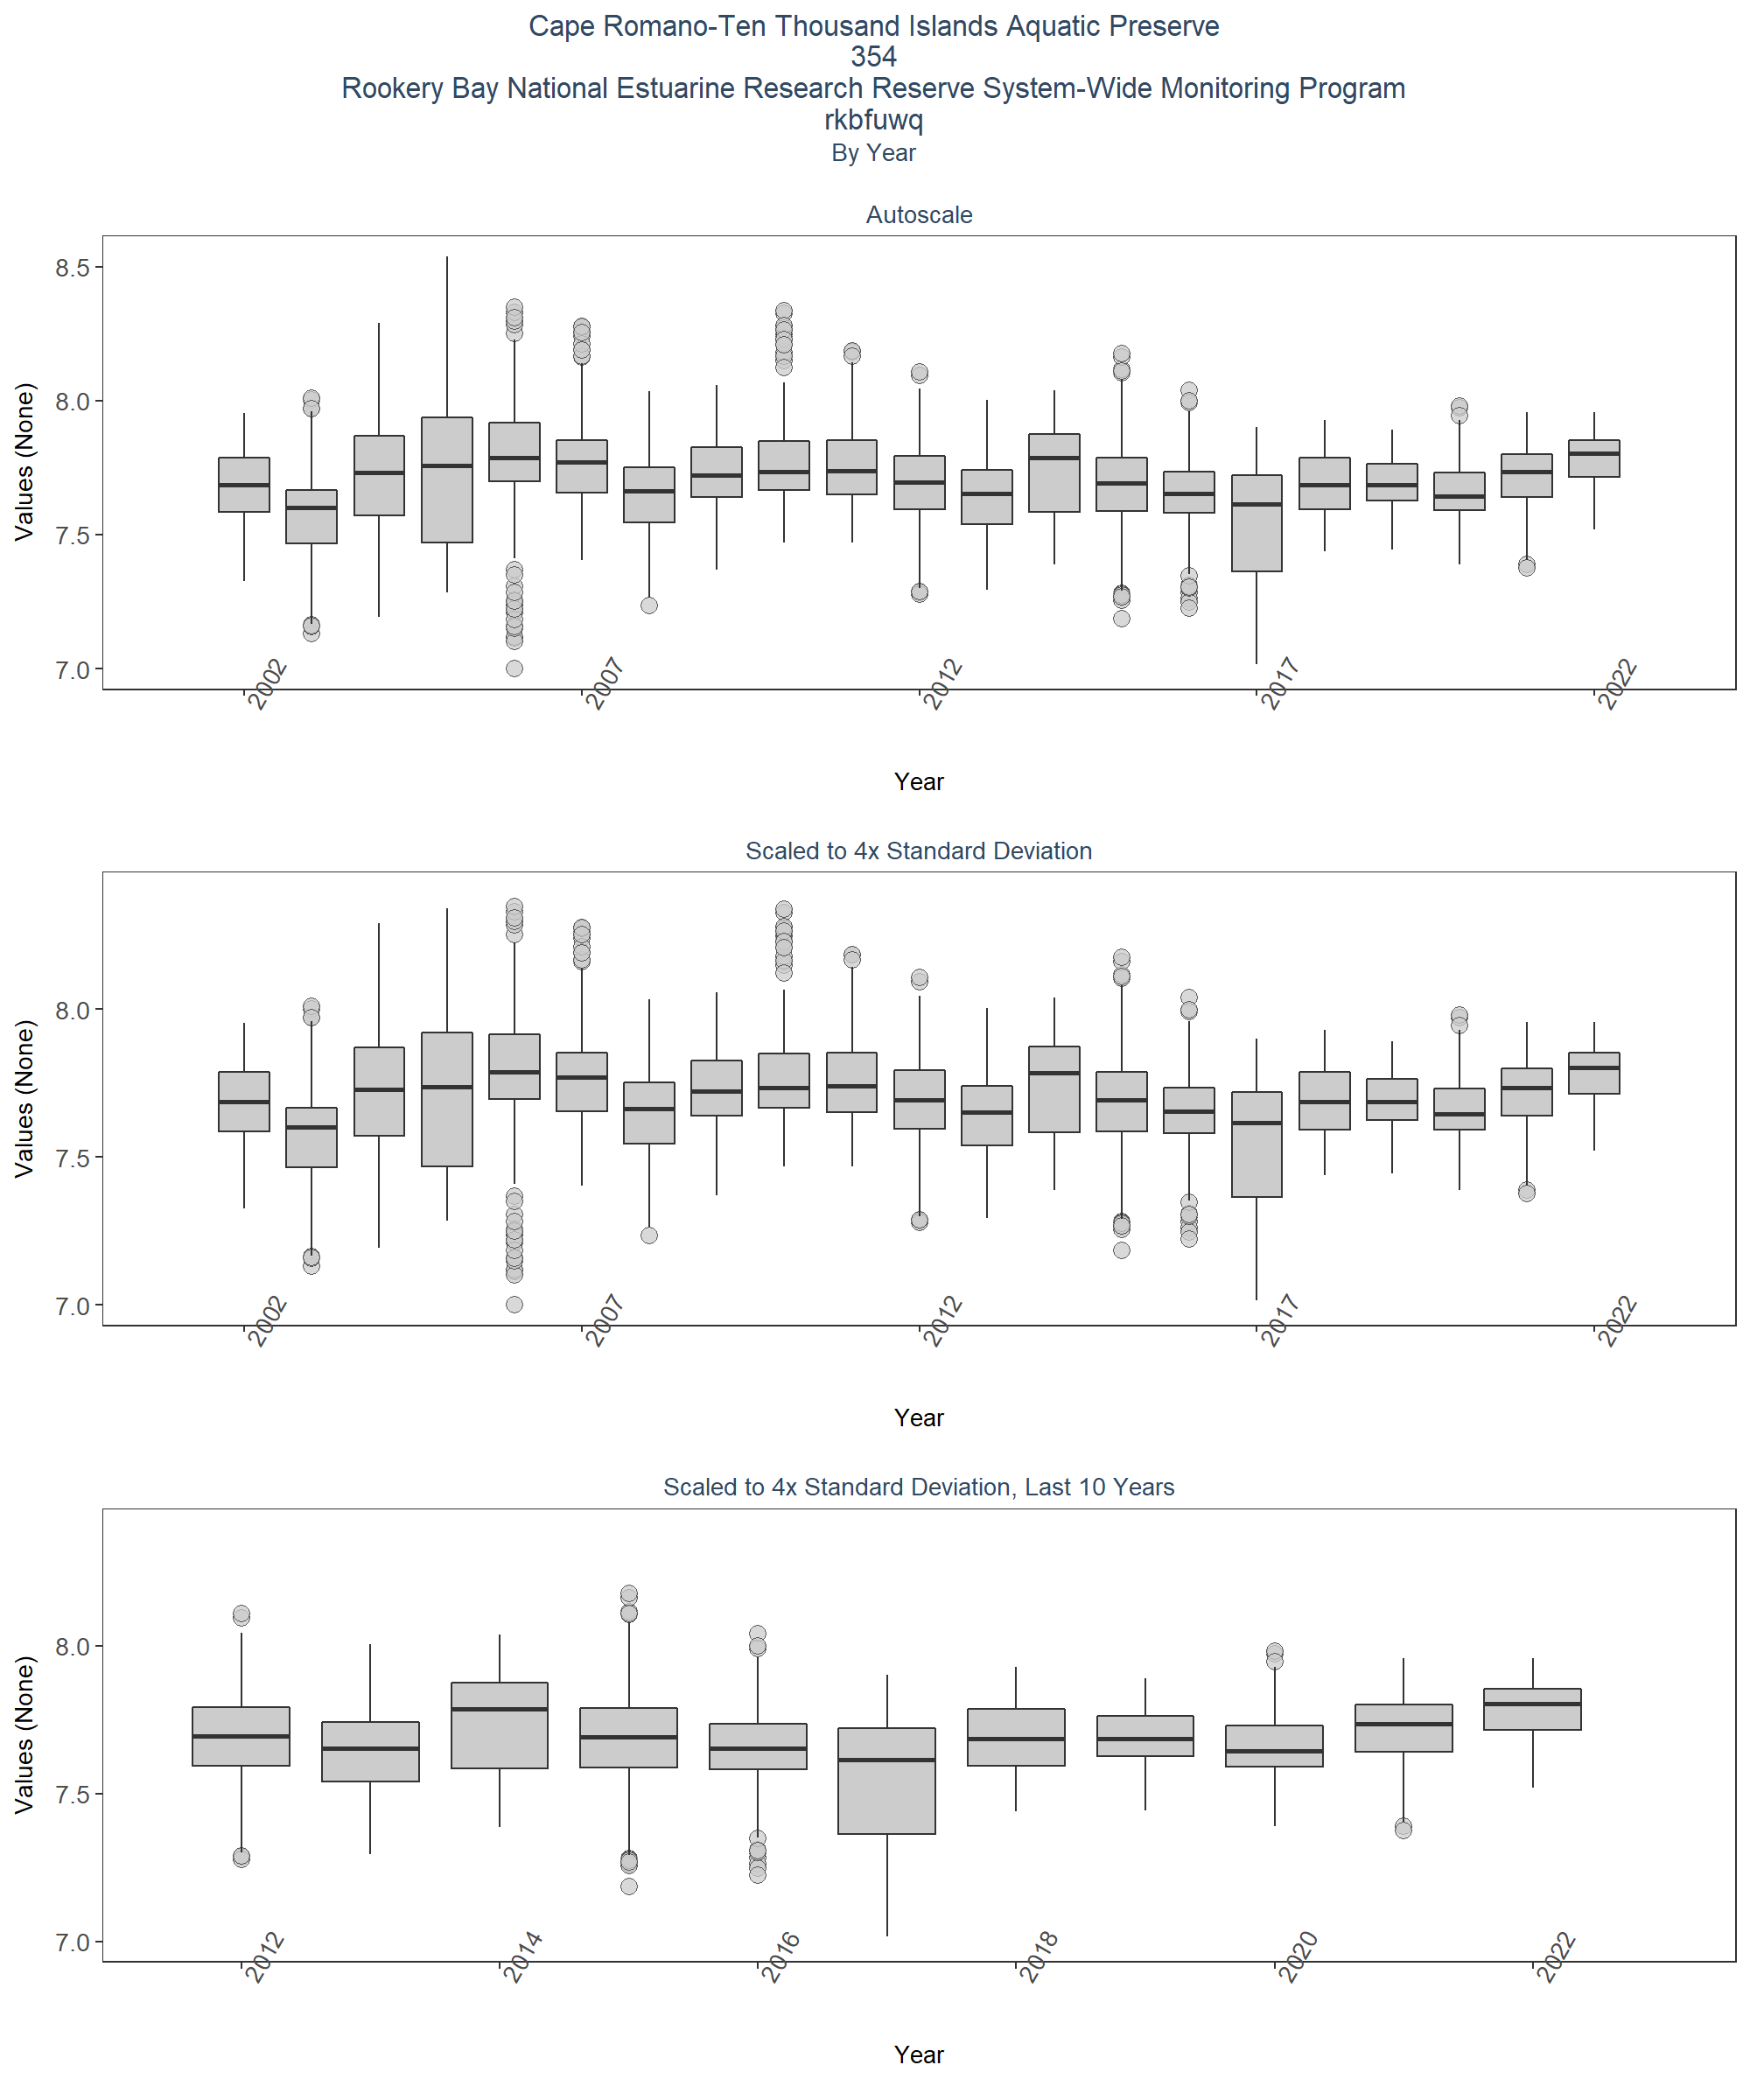 Cape Romano-Ten Thousand Islands Aquatic Preserve
354
Rookery Bay National Estuarine Research Reserve System-Wide Monitoring Program
rkbfuwq
By Year
Autoscale
Values (None)
8.5
8.0
7.5
7.0
2002
2007
2012
2017
2022
Year
Scaled to 4x Standard Deviation
Values (None)
8.0
7.5
7.0
2002
2007
2012
2017
2022
Year
Scaled to 4x Standard Deviation, Last 10 Years
Values (None)
8.0
7.5
7.0
2012
2014
2016
2018
2020
2022
Year